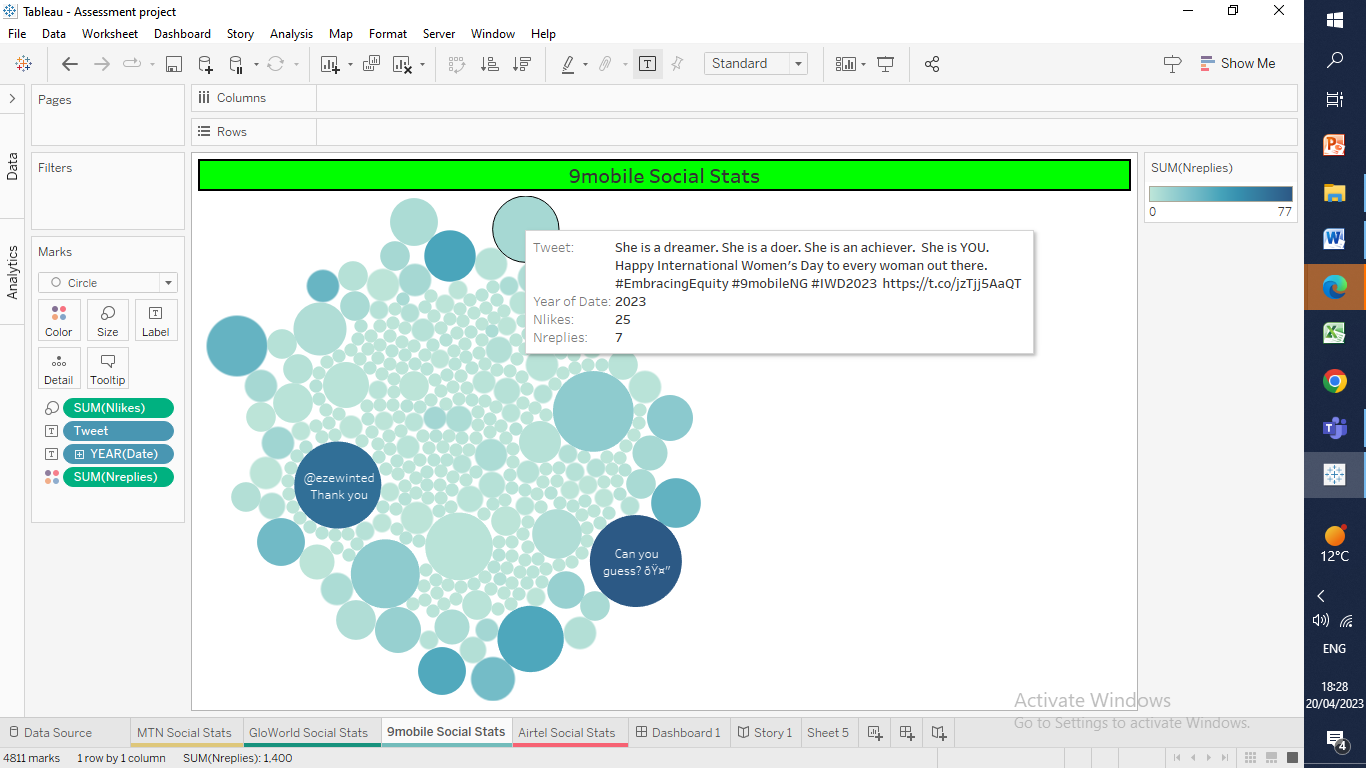 Tableau - Assessment project
File Data Worksheet Dashboard Story Analysis Map Format Server Window Help
Standard
Show Me
Pages
Columns
Rows
Data
Analytics
Filters
Marks
Circle
Color Size Label
Detail Tooltip
SUM(Nlikes)
Tweet
YEAR(Date)
SUM(Nreplies)
9mobile Social Stats
Tweet: She is a dreamer. She is a doer. She is an achiever.  She is YOU.
Happy International Women’s Day to every woman out there.
#EmbracingEquity #9mobileNG #IWD2023  https://t.co/jzTjj5AaQT
Year of Date: 2023
Nlikes: 25
Nreplies: 7
@ezewinted
Thank you
Can you
guess? ðŸ¤”
SUM(Nreplies)
0 77
Activate Windows
Go to Settings to activate Windows.
Data Source MTN Social Stats GloWorld Social Stats 9mobile Social Stats Airtel Social Stats Dashboard 1 Story 1 Sheet 5
4811 marks 1 row by 1 column SUM(Nreplies): 1,400
12°C
ENG
18:28
20/04/2023
4